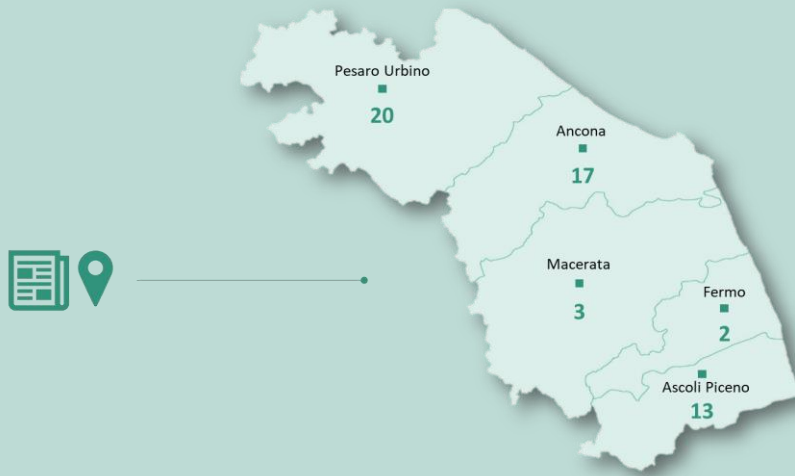 Pesaro Urbino
20
Ancona
17
Macerata
3
Fermo
2
Ascoli Piceno
13